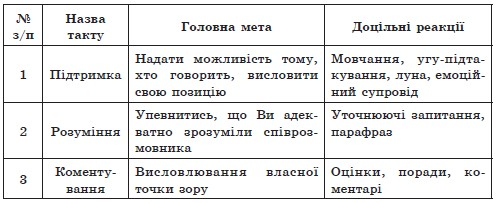 № з/п
Назва такту
Головна мета
Доцільні реакції
1
Підтримка
Надати можливість тому,
хто говорить, висловити
свою позицію
Мовчання, угу-підта-
кування, луна, емоцій-
ний супровід
2
Розуміння
Упевнитись, що Ви адек-
ватно зрозуміли співроз-
мовника
Уточнюючі запитання,
парафраз
3
Коменту-
вання
Висловлювання власної
точки зору
Оцінки, поради, ко-
ментарі